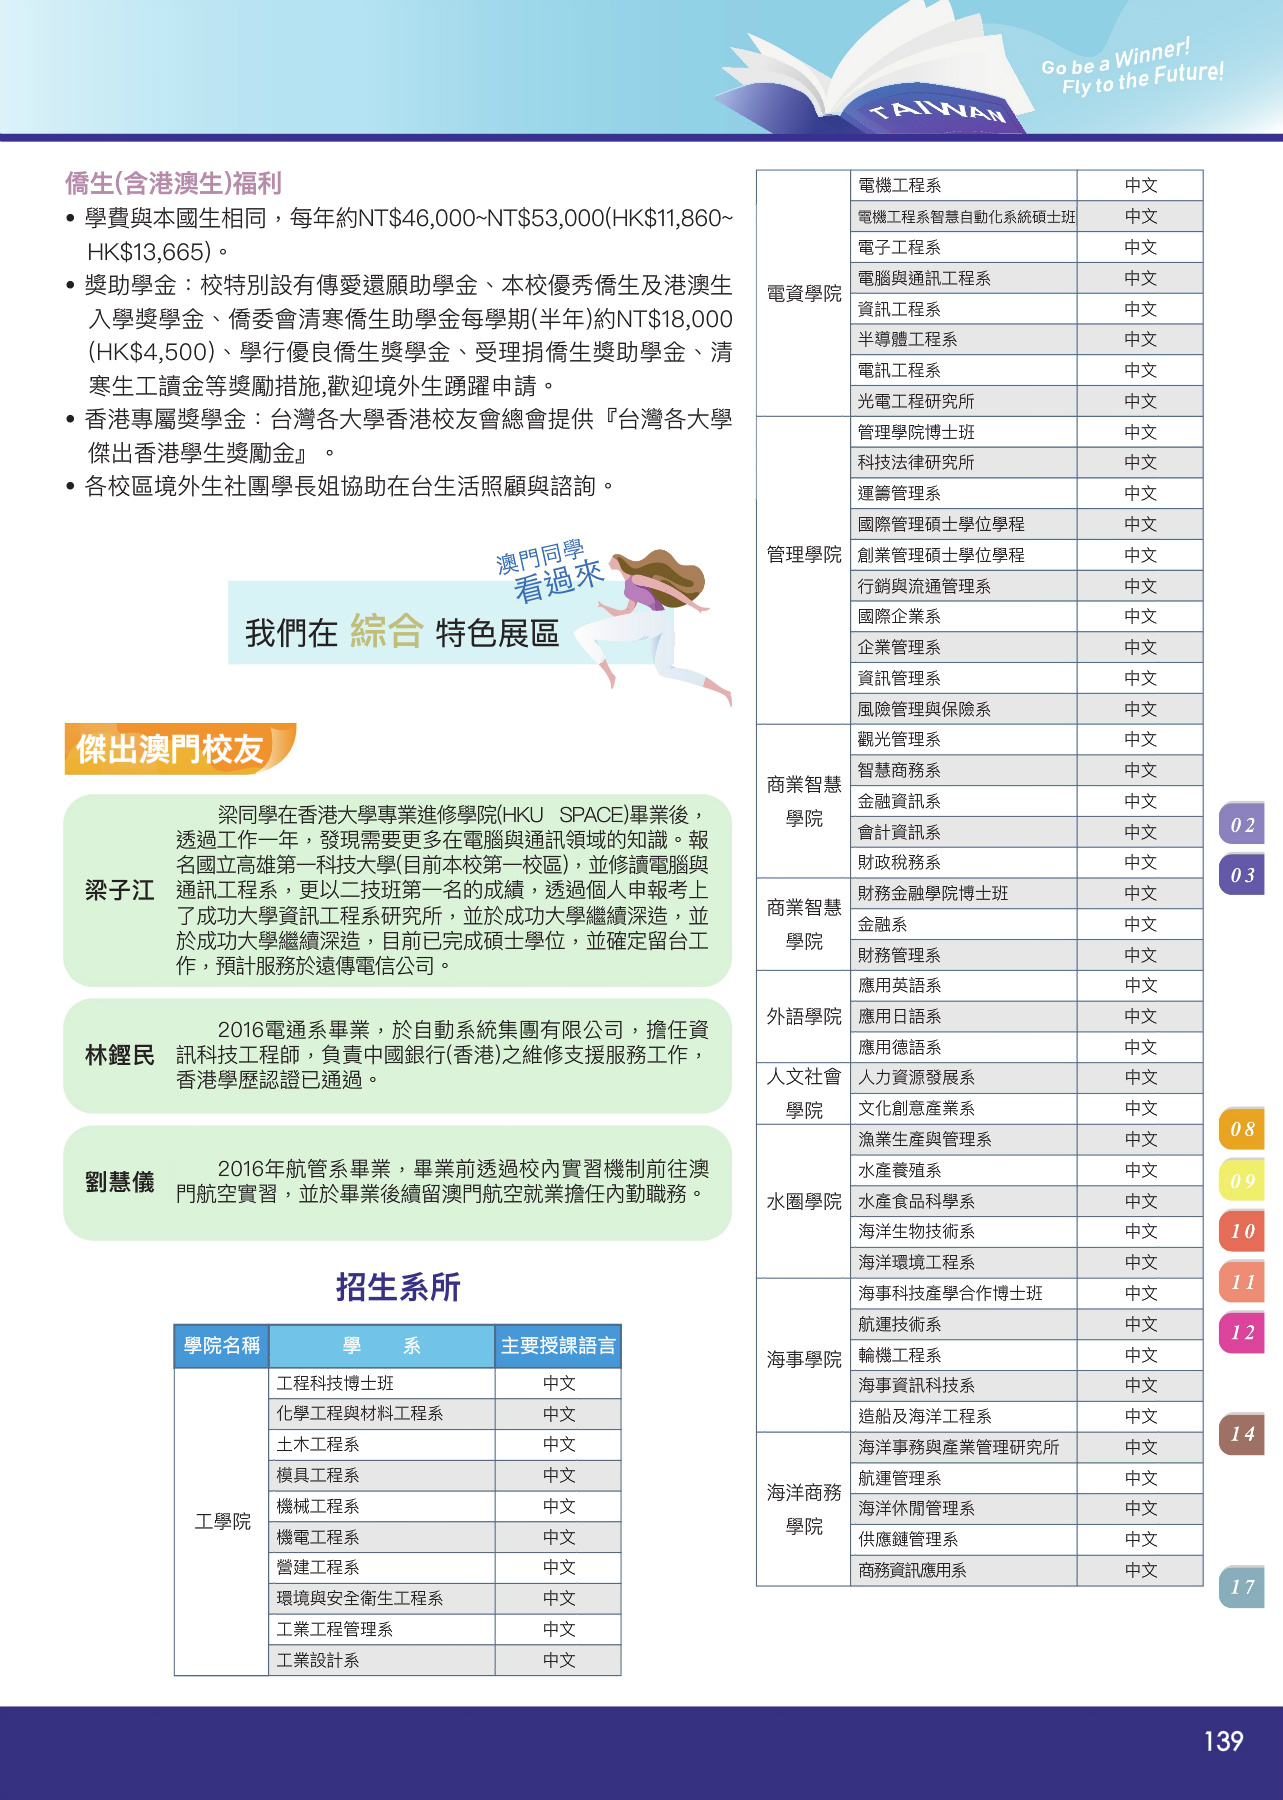 Go be a Winner!
Fly to the Future!
TAIWAN
僑生(含港澳生)福利
• 學費與本國生相同，每年約NT$46,000~NT$53,000(HK$11,860~
HK$13,665)。
• 獎助學金：校特別設有傳愛還願助學金、本校優秀僑生及港澳生
入學獎學金、僑委會清寒僑生助學金每學期(半年)約NT$18,000
(HK$4,500)、學行優良僑生獎學金、受理捐僑生獎助學金、清
寒生工讀金等獎勵措施,歡迎境外生踴躍申請。
• 香港專屬獎學金：台灣各大學香港校友會總會提供『台灣各大學
傑出香港學生獎勵金』。
• 各校區境外生社團學長姐協助在台生活照顧與諮詢。
澳門同學
看過來
我們在 綜合 特色展區
傑出澳門校友
梁子江
梁同學在香港大學專業進修學院(HKU SPACE)畢業後，
透過工作一年，發現需要更多在電腦與通訊領域的知識。報
名國立高雄第一科技大學(目前本校第一校區)，並修讀電腦與
通訊工程系，更以二技班第一名的成績，透過個人申報考上
了成功大學資訊工程系研究所，並於成功大學繼續深造，並
於成功大學繼續深造，目前已完成碩士學位，並確定留台工
作，預計服務於遠傳電信公司。
林鏗民
2016電通系畢業，於自動系統集團有限公司，擔任資
訊科技工程師，負責中國銀行(香港)之維修支援服務工作，
香港學歷認證已通過。
劉慧儀
2016年航管系畢業，畢業前透過校內實習機制前往澳
門航空實習，並於畢業後續留澳門航空就業擔任內勤職務。
招生系所
學院名稱 學 系 主要授課語言
工學院
工程科技博士班 中文
化學工程與材料工程系 中文
土木工程系 中文
模具工程系 中文
機械工程系 中文
機電工程系 中文
營建工程系 中文
環境與安全衛生工程系 中文
工業工程管理系 中文
工業設計系 中文
電資學院
電機工程系 中文
電機工程系智慧自動化系統碩士班 中文
電子工程系 中文
電腦與通訊工程系 中文
資訊工程系 中文
半導體工程系 中文
電訊工程系 中文
光電工程研究所 中文
管理學院
管理學院博士班 中文
科技法律研究所 中文
運籌管理系 中文
國際管理碩士學位學程 中文
創業管理碩士學位學程 中文
行銷與流通管理系 中文
國際企業系 中文
企業管理系 中文
資訊管理系 中文
風險管理與保險系 中文
商業智慧
學院
觀光管理系 中文
智慧商務系 中文
金融資訊系 中文
會計資訊系 中文
財政稅務系 中文
商業智慧
學院
財務金融學院博士班 中文
金融系 中文
財務管理系 中文
外語學院
應用英語系 中文
應用日語系 中文
應用德語系 中文
人文社會
學院
人力資源發展系 中文
文化創意產業系 中文
水圈學院
漁業生產與管理系 中文
水產養殖系 中文
水產食品科學系 中文
海洋生物技術系 中文
海洋環境工程系 中文
海事學院
海事科技產學合作博士班 中文
航運技術系 中文
輪機工程系 中文
海事資訊科技系 中文
造船及海洋工程系 中文
海洋商務
學院
海洋事務與產業管理研究所 中文
航運管理系 中文
海洋休閒管理系 中文
供應鏈管理系 中文
商務資訊應用系 中文
02
03
08
09
10
11
12
14
17
139